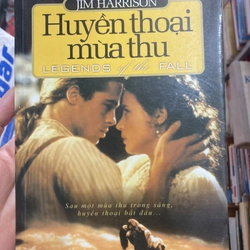 JIM HARRISON
Huyền thoại
mùa thu
LEGENDS of the FALL
Sau một mùa thu trong sáng,
huyền thoại bắt đầu...